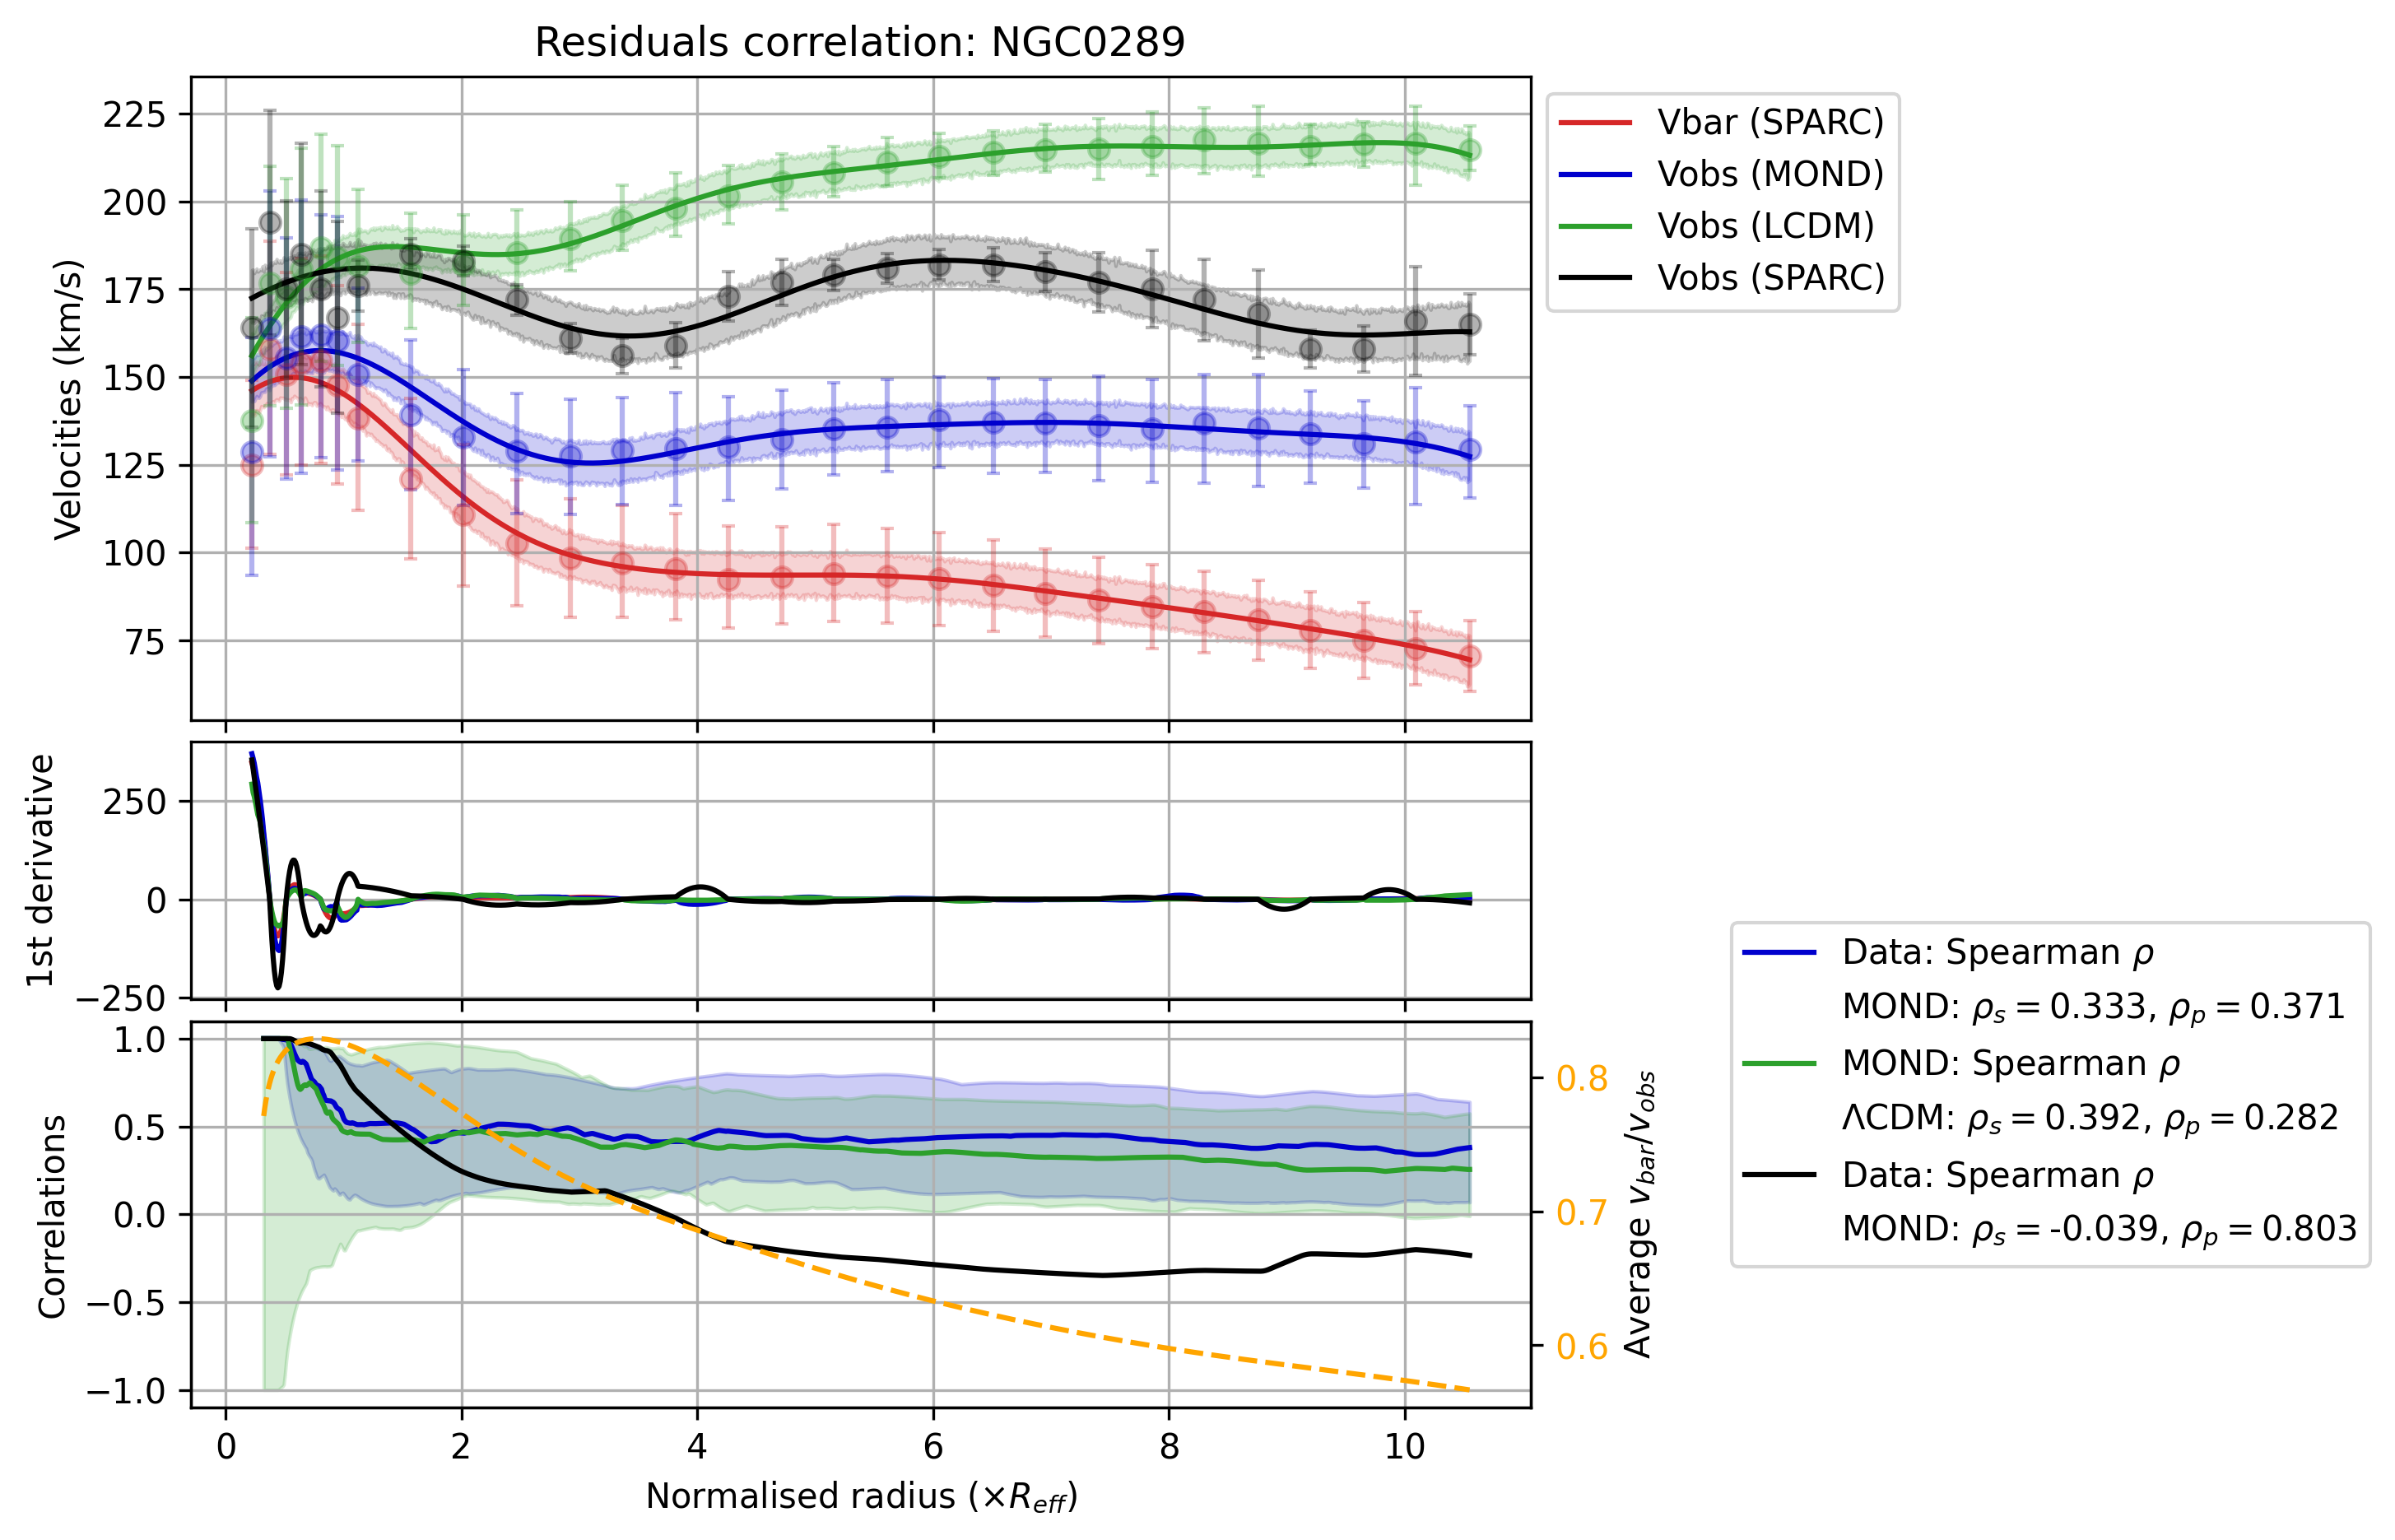 Residuals correlation: NGC0289
225
200
175
150
125
100
75
Velocities (km/s)
Vbar (SPARC)
Vobs (MOND)
Vobs (LCDM)
Vobs (SPARC)
250
0
−250
1st derivative
1.0
0.5
0.0
−0.5
−1.0
Correlations
0.8
0.7
0.6
Average v_bar/v_obs
Data: Spearman ρ
MOND: ρ_s = 0.333, ρ_p = 0.371
MOND: Spearman ρ
ΛCDM: ρ_s = 0.392, ρ_p = 0.282
Data: Spearman ρ
MOND: ρ_s = -0.039, ρ_p = 0.803
0 2 4 6 8 10
Normalised radius (×R_eff)